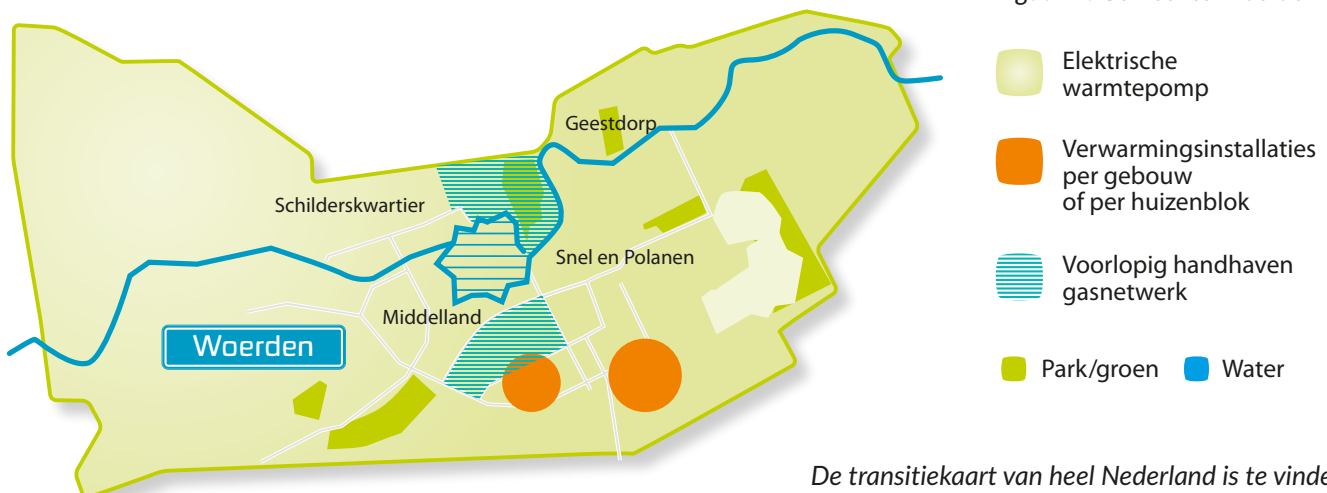 Elektrische
warmtepomp
Verwarmingsinstallaties
per gebouw
of per huizenblok
Voorlopig handhaven
gasnetwerk
Park/groen
Water
Geestdorp
Schilderskwartier
Snel en Polanen
Middelland
Woerden
De transitiekaart van heel Nederland is te